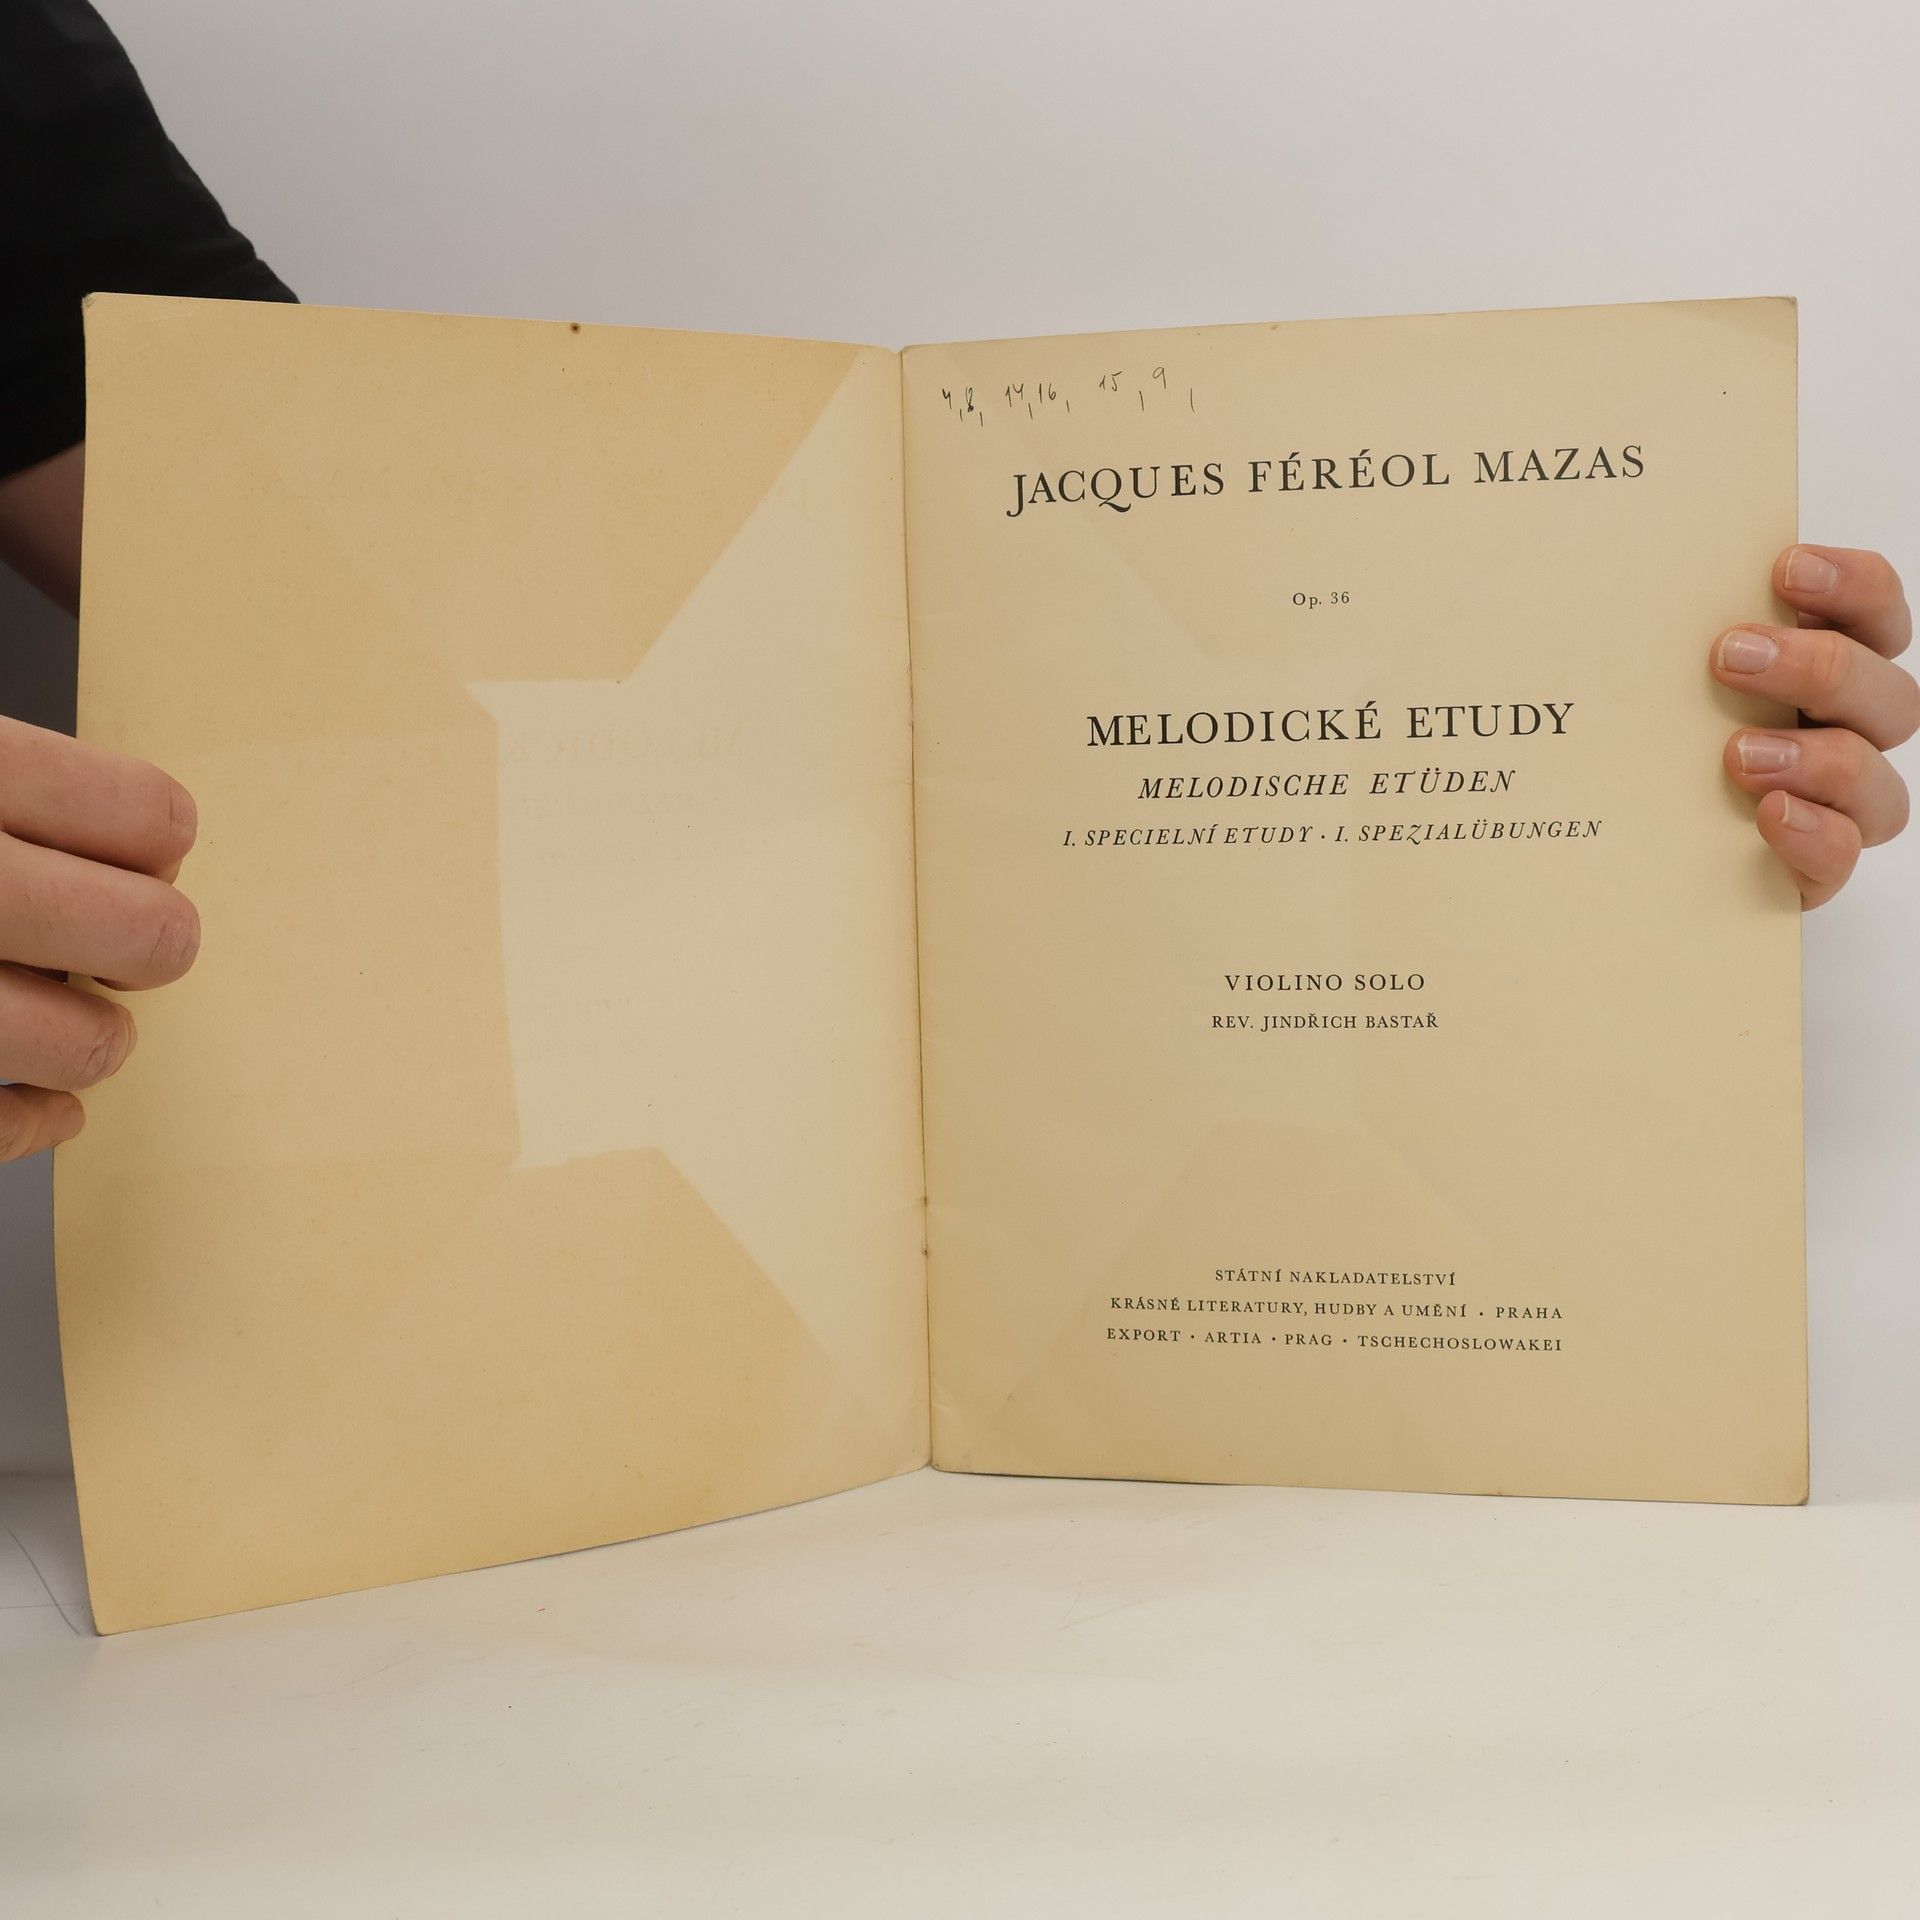 4, 8, 14, 16, 15, 9,
JACQUES FÉRÉOL MAZAS
Op. 36
MELODICKÉ ETUDY
MELODISCHE ETÜDEN
I. SPECIELNÍ ETUDY · I. SPEZIALÜBUNGEN
VIOLINO SOLO
REV. JINDŘICH BASTAŘ
STÁTNÍ NAKLADATELSTVÍ
KRÁSNÉ LITERATURY, HUDBY A UMĚNÍ · PRAHA
EXPORT · ARTIA · PRAG · TSCHECHOSLOWAKEI